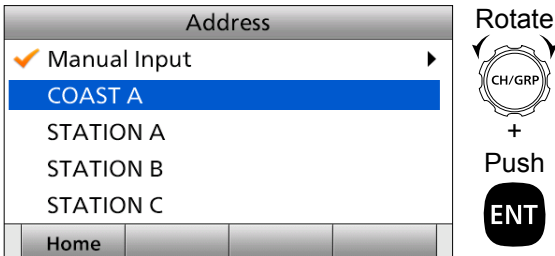 Address
Manual Input
COAST A
STATION A
STATION B
STATION C
Home
Rotate
CH/GRP
+
Push
ENT